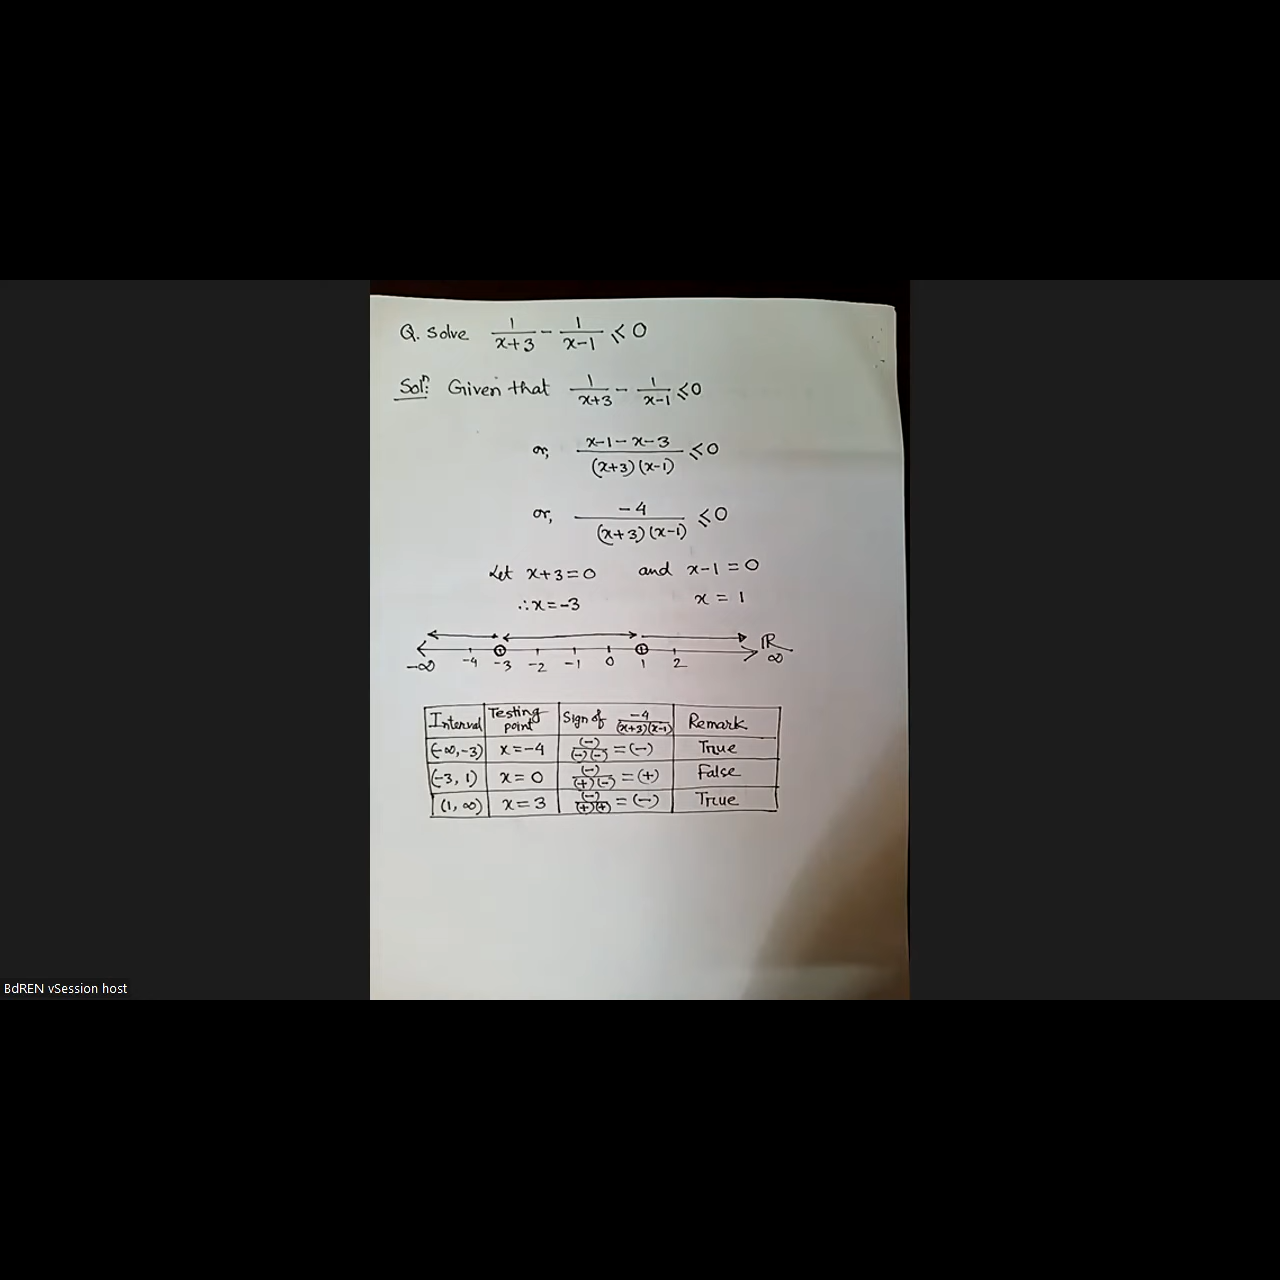 Q. Solve 1/(x+3) - 1/(x-1) ≤ 0
Solⁿ: Given that 1/(x+3) - 1/(x-1) ≤ 0
or, (x-1-x-3)/((x+3)(x-1)) ≤ 0
or, -4/((x+3)(x-1)) ≤ 0
Let x+3=0 and x-1=0
∴x=-3 x = 1
-∞ -4 -3 -2 -1 0 1 2 ∞ IR
Interval Testing point Sign of -4/((x+3)(x-1)) Remark
(-∞,-3) x=-4 (-)/((-)(-)) = (-) True
(-3, 1) x=0 (-)/((+)(-)) = (+) False
(1, ∞) x=3 (-)/((+)(+)) = (-) True
BdREN vSession host